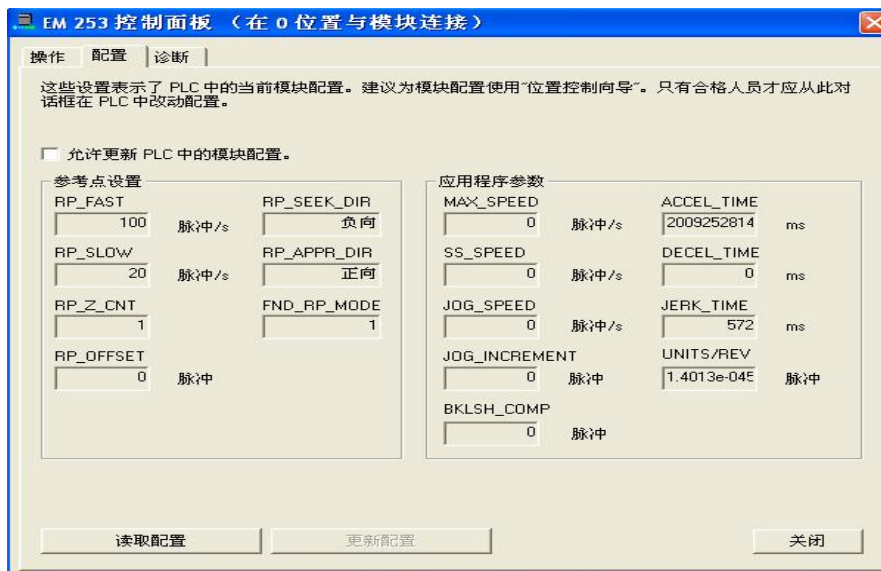 EM 253 控制面板 （在 0 位置与模块连接）
操作 配置 诊断
这些设置表示了 PLC 中的当前模块配置。建议为模块配置使用"位置控制向导"。只有合格人员才应从此对
话框在 PLC 中改动配置。
允许更新 PLC 中的模块配置。
参考点设置
RP_FAST RP_SEEK_DIR
100 脉冲/s 负向
RP_SLOW RP_APPR_DIR
20 脉冲/s 正向
RP_Z_CNT FND_RP_MODE
1 1
RP_OFFSET
0 脉冲
应用程序参数
MAX_SPEED ACCEL_TIME
0 脉冲/s 2009252814 ms
SS_SPEED DECEL_TIME
0 脉冲/s 0 ms
JOG_SPEED JERK_TIME
0 脉冲/s 572 ms
JOG_INCREMENT UNITS/REV
0 脉冲 1.4013e-045 脉冲
BKLSH_COMP
0 脉冲
读取配置 更新配置 关闭